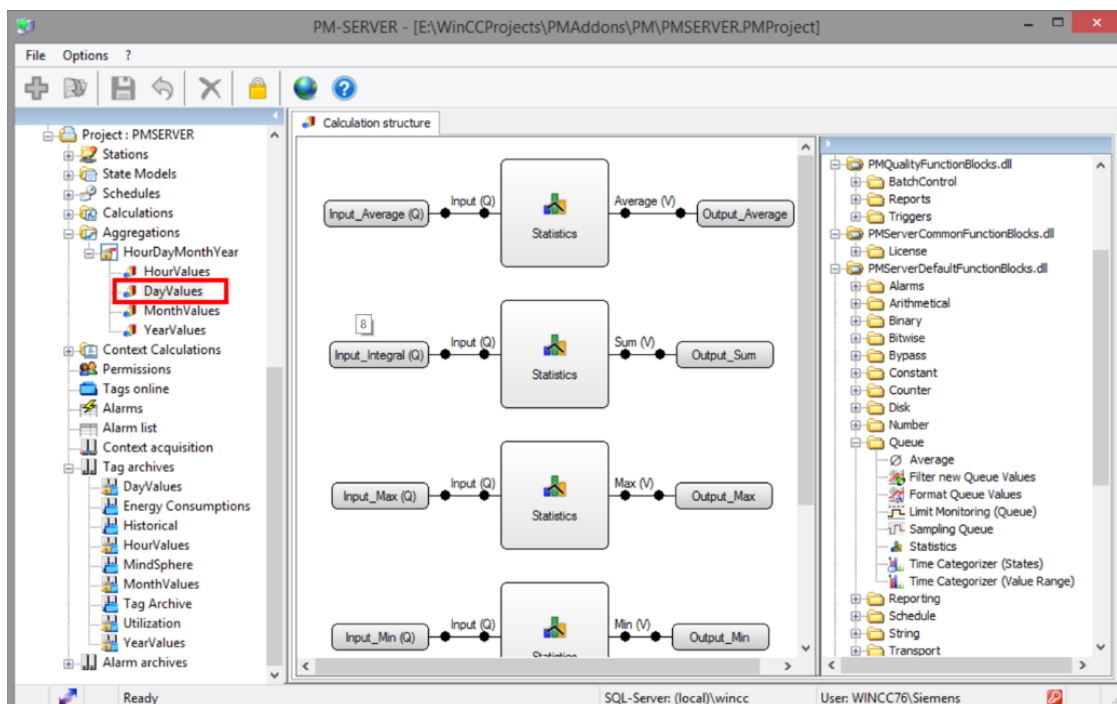 PM-SERVER - [E:\WinCCProjects\PMAddons\PM\PMSERVER.PMProject]
File Options ?
Project : PMSERVER
Stations
State Models
Schedules
Calculations
Aggregations
HourDayMonthYear
HourValues
DayValues
MonthValues
YearValues
Context Calculations
Permissions
Tags online
Alarms
Alarm list
Context acquisition
Tag archives
DayValues
Energy Consumptions
Historical
HourValues
MindSphere
MonthValues
Tag Archive
Utilization
YearValues
Alarm archives
Calculation structure
Input_Average (Q) Input (Q) Statistics Average (V) Output_Average
8
Input_Integral (Q) Input (Q) Statistics Sum (V) Output_Sum
Input_Max (Q) Input (Q) Statistics Max (V) Output_Max
Input_Min (Q) Input (Q) Statistics Min (V) Output_Min
PMQualityFunctionBlocks.dll
BatchControl
Reports
Triggers
PMServerCommonFunctionBlocks.dll
License
PMServerDefaultFunctionBlocks.dll
Alarms
Arithmetical
Binary
Bitwise
Bypass
Constant
Counter
Disk
Number
Queue
Average
Filter new Queue Values
Format Queue Values
Limit Monitoring (Queue)
Sampling Queue
Statistics
Time Categorizer (States)
Time Categorizer (Value Range)
Reporting
Schedule
String
Transport
Ready SQL-Server: (local)\wincc User: WINCC76\Siemens